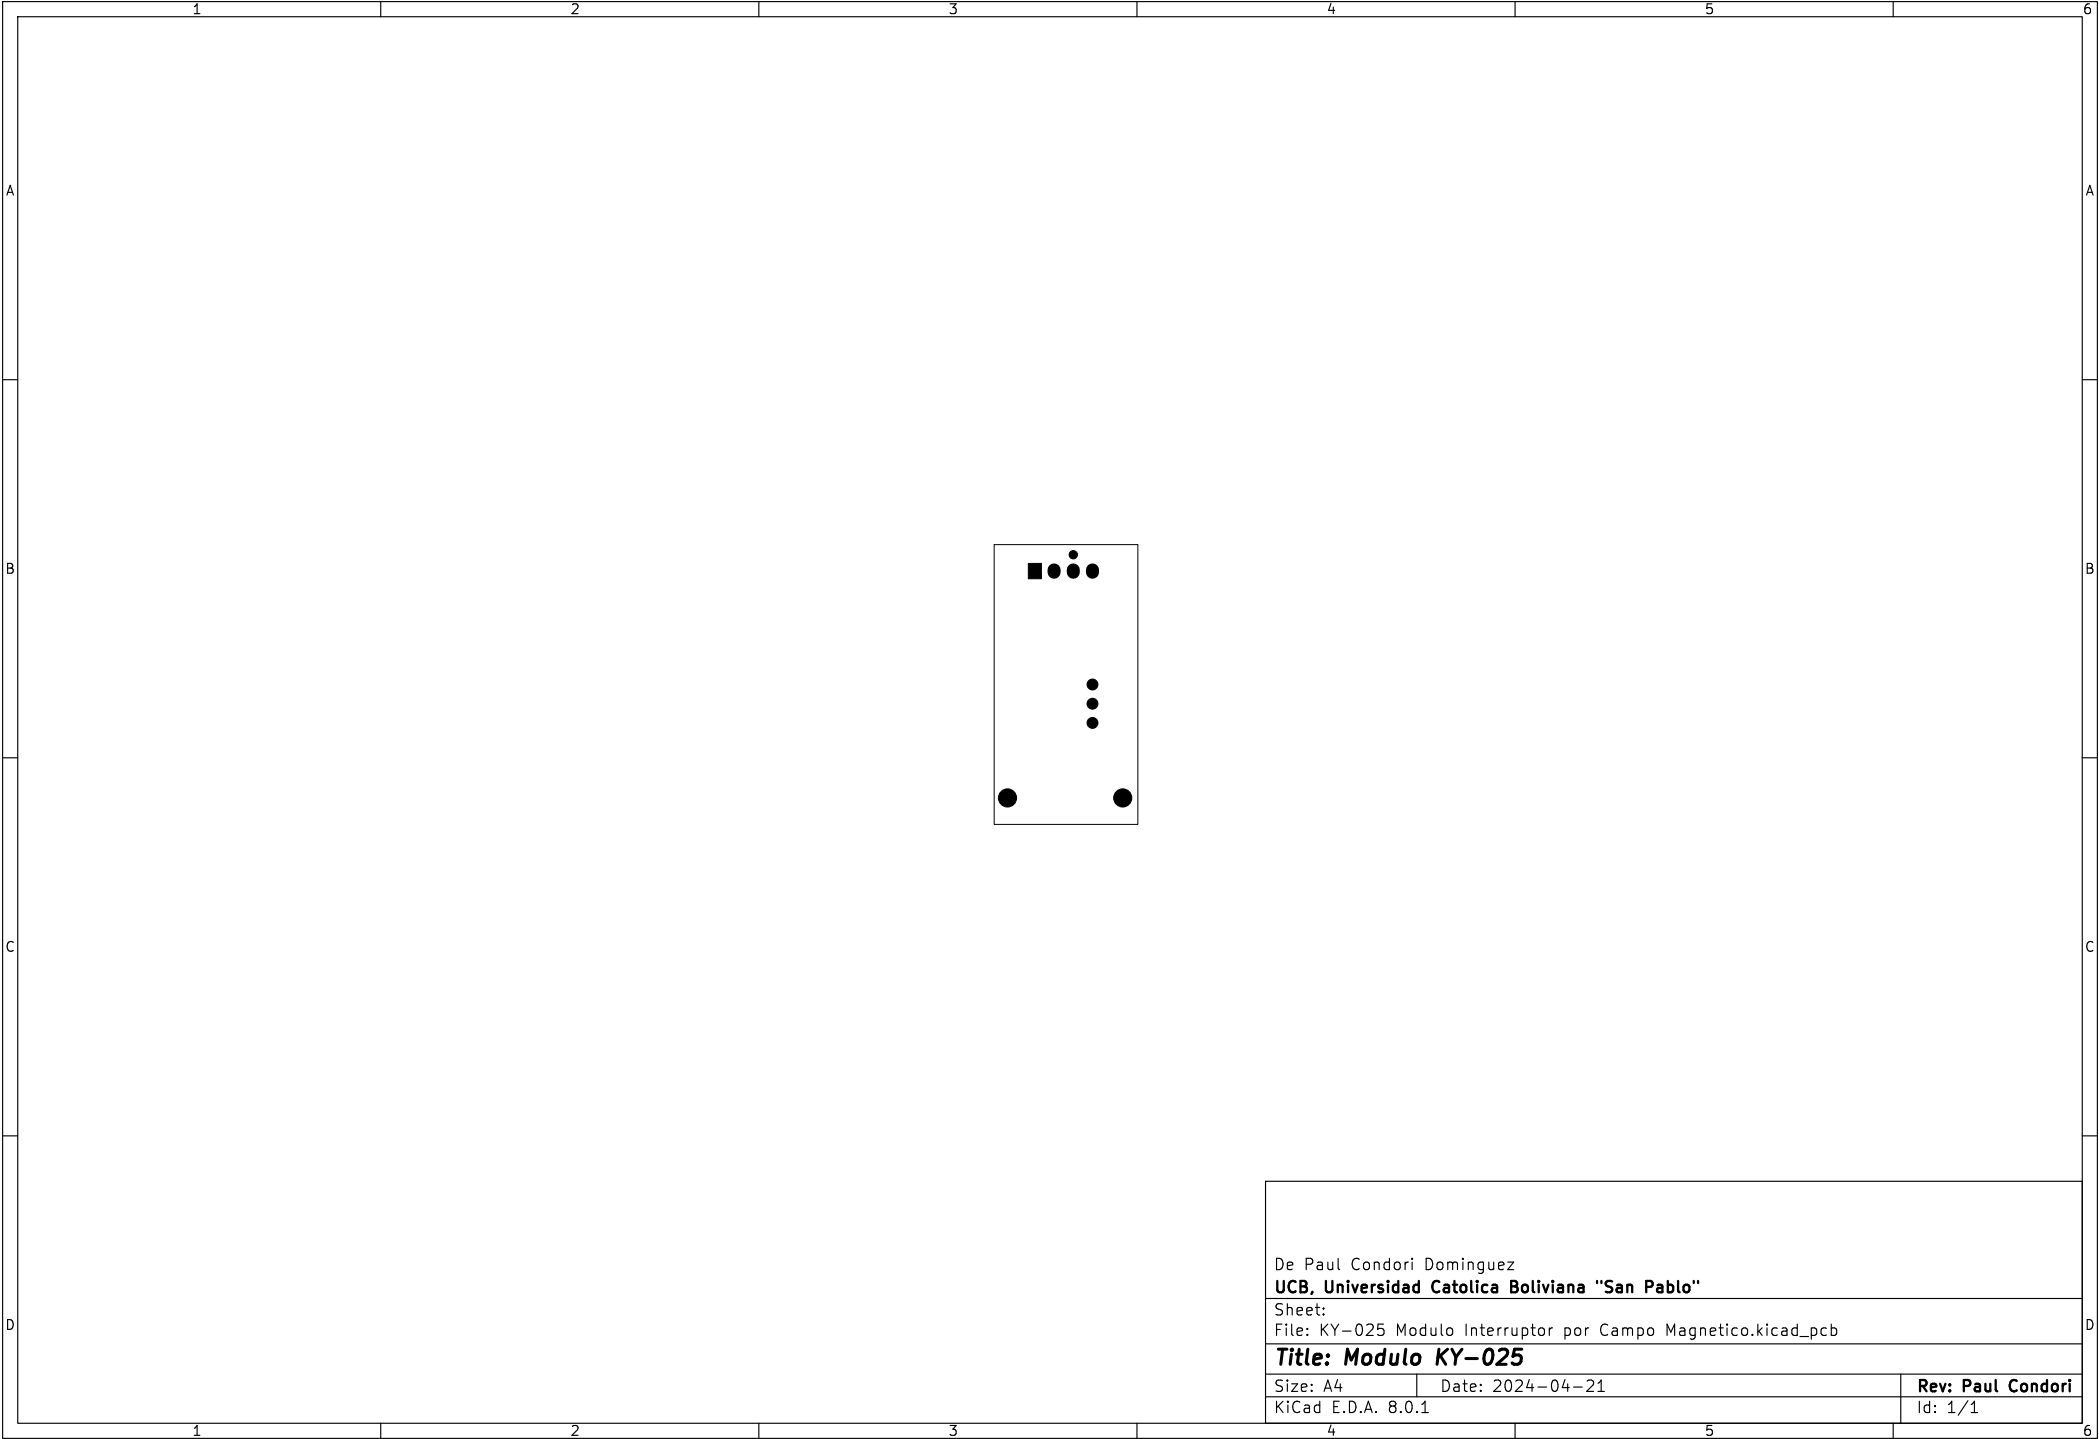 1 2 3 4 5 6
A A
B B
C C
De Paul Condori Dominguez
UCB, Universidad Catolica Boliviana "San Pablo"
Sheet:
D D
File: KY-025 Modulo Interruptor por Campo Magnetico.kicad_pcb
Title: Modulo KY-025
Size: A4 Date: 2024-04-21 Rev: Paul Condori
KiCad E.D.A. 8.0.1 Id: 1/1
1 2 3 4 5 6